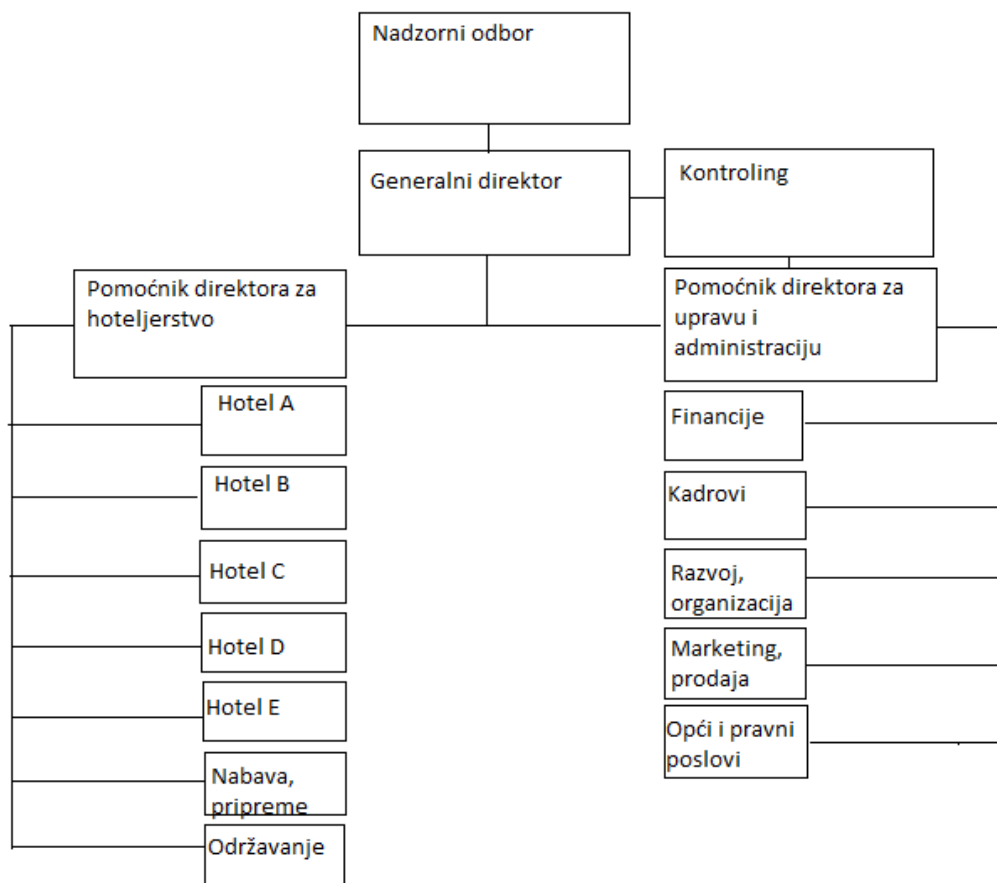 Nadzorni odbor
Generalni direktor
Kontroling
Pomoćnik direktora za
hoteljerstvo
Pomoćnik direktora za
upravu i
administraciju
Hotel A
Hotel B
Hotel C
Hotel D
Hotel E
Nabava,
pripreme
Održavanje
Financije
Kadrovi
Razvoj,
organizacija
Marketing,
prodaja
Opći i pravni
poslovi